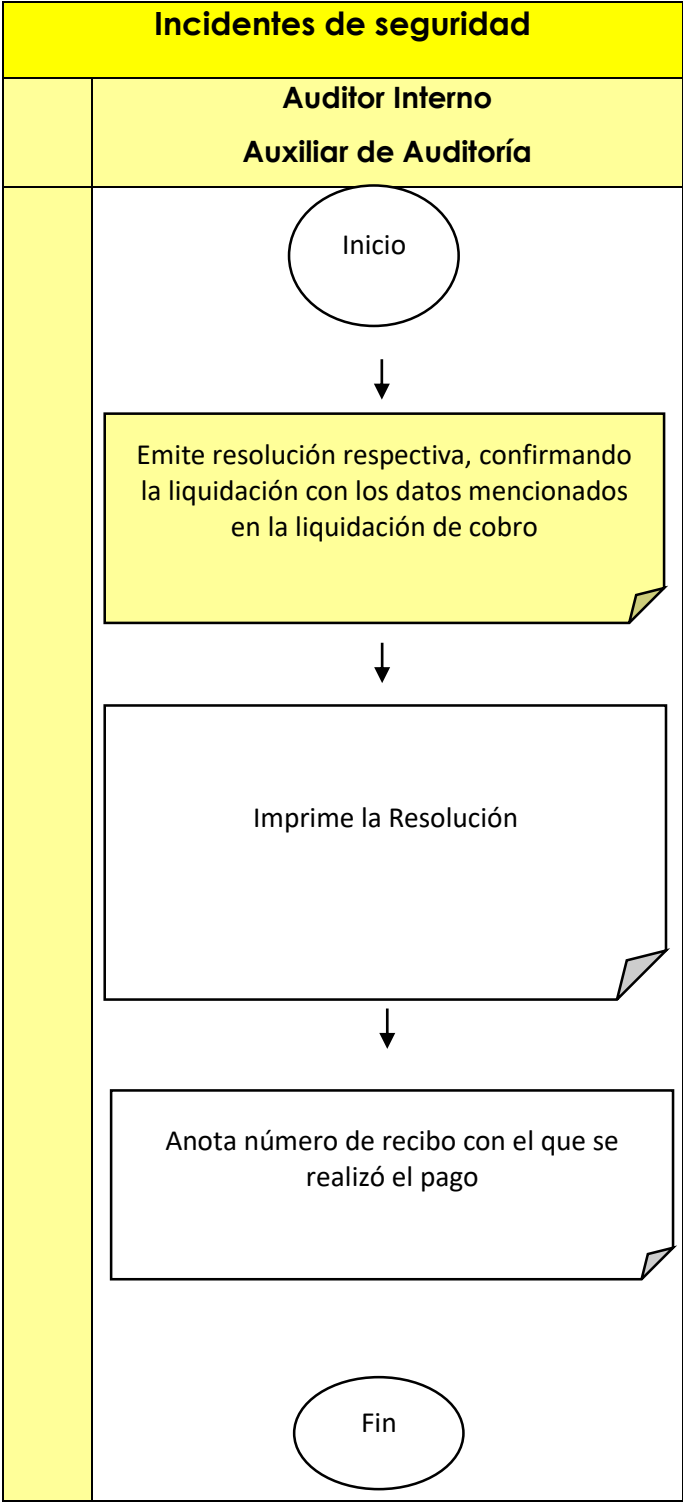 Incidentes de seguridad
Auditor Interno
Auxiliar de Auditoría
Inicio
Emite resolución respectiva, confirmando
la liquidación con los datos mencionados
en la liquidación de cobro
Imprime la Resolución
Anota número de recibo con el que se
realizó el pago
Fin